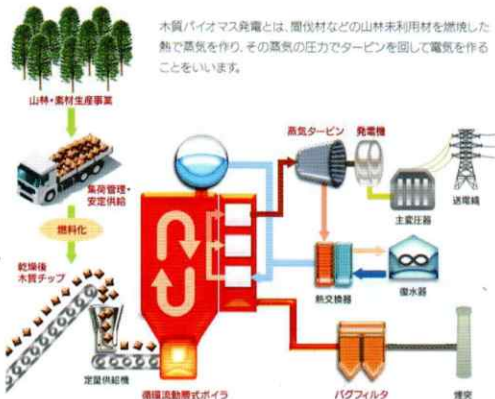 木質バイオマス発電とは、間伐材などの山林未利用材を燃焼した
熱で蒸気を作り、その蒸気の圧力でタービンを回して電気を作る
ことをいいます。
山林・素材生産事業
集荷管理・
安定供給
燃料化
乾燥後
木質チップ
定量供給機
循環流動層式ボイラ
蒸気タービン
発電機
主変圧器
送電線
熱交換器
復水器
バグフィルタ
煙突